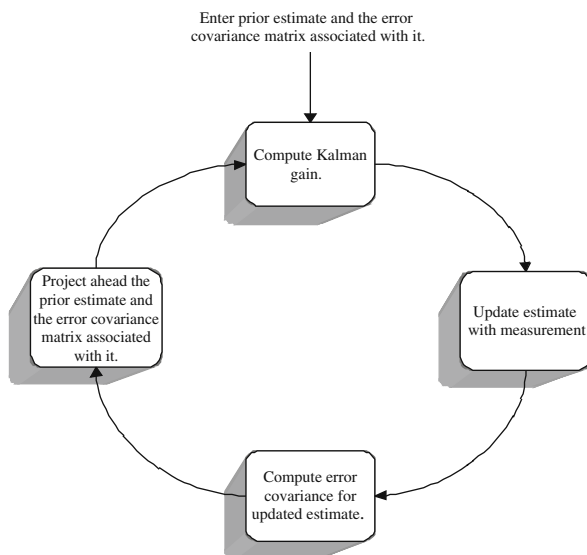 Enter prior estimate and the error
covariance matrix associated with it.
Compute Kalman
gain.
Update estimate
with measurement
Compute error
covariance for
updated estimate.
Project ahead the
prior estimate and
the error covariance
matrix associated
with it.